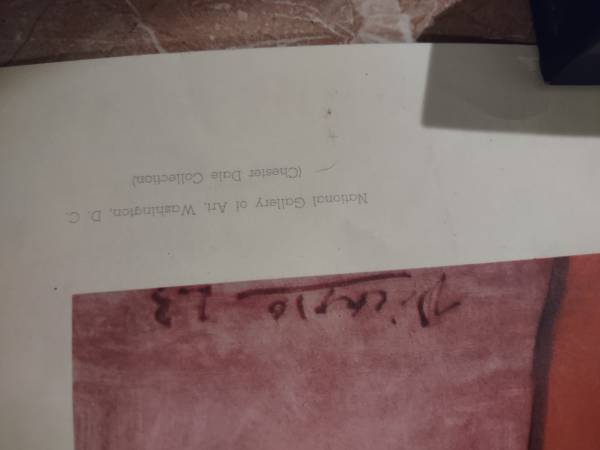 Picasso 23
National Gallery of Art, Washington, D. C.
(Chester Dale Collection)